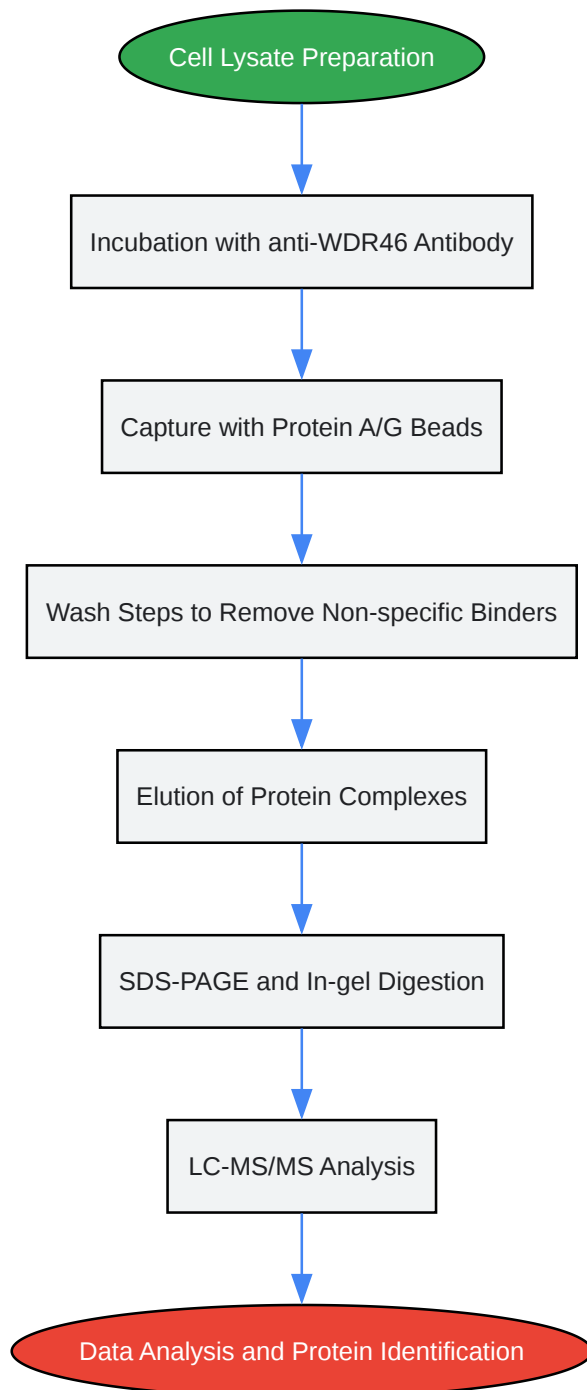 Cell Lysate Preparation
Incubation with anti-WDR46 Antibody
Capture with Protein A/G Beads
Wash Steps to Remove Non-specific Binders
Elution of Protein Complexes
SDS-PAGE and In-gel Digestion
LC-MS/MS Analysis
Data Analysis and Protein Identification